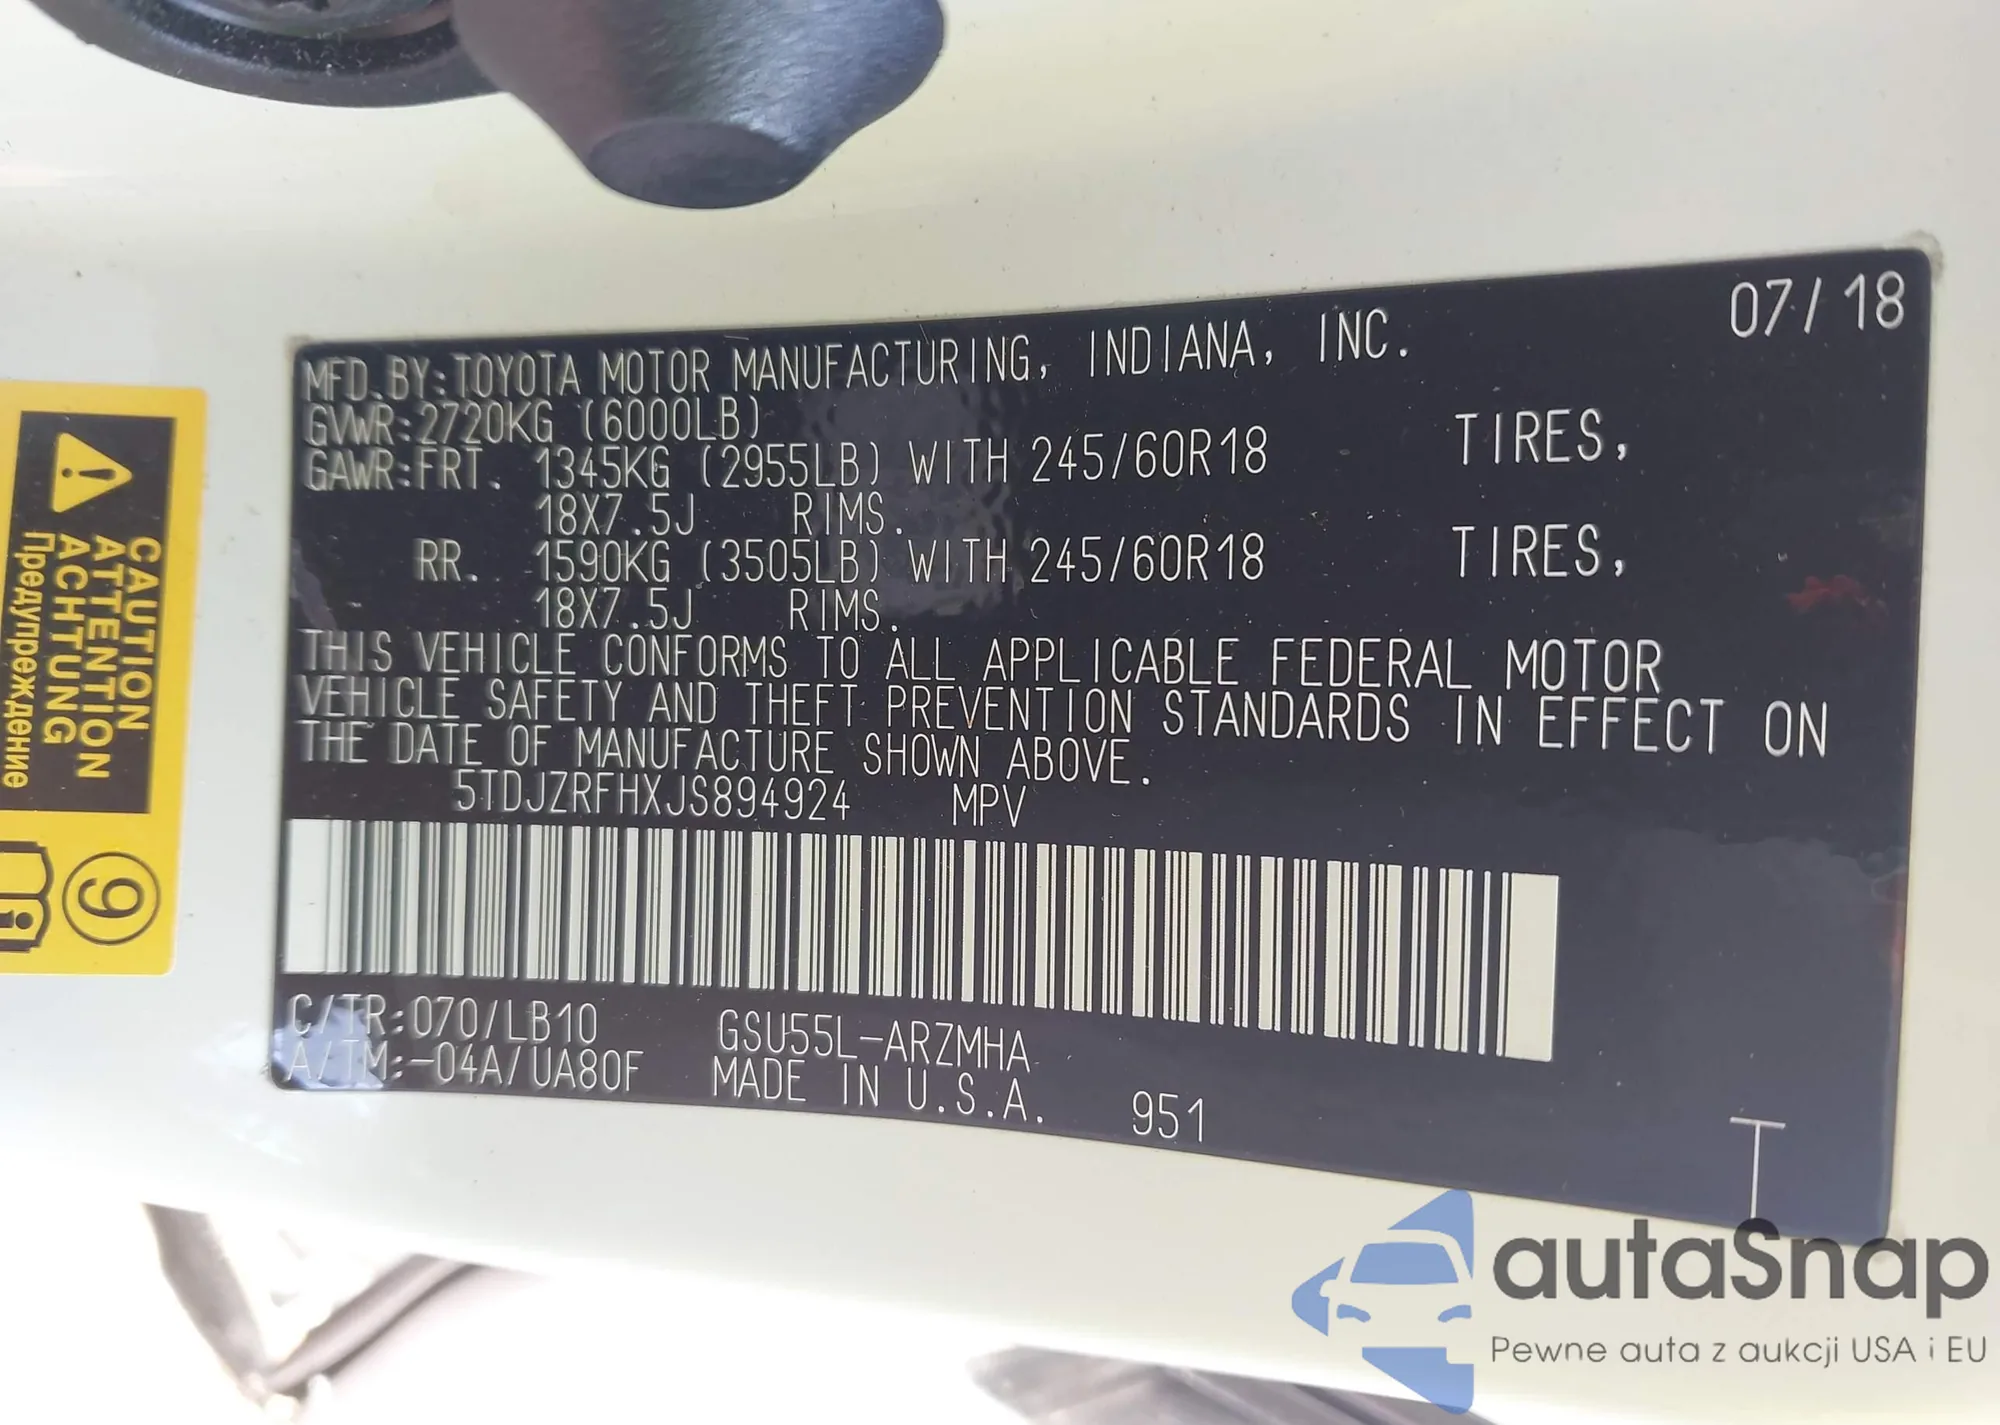 07/18
MFD.BY:TOYOTA MOTOR MANUFACTURING, INDIANA, INC.
GVWR:2720KG (6000LB)
GAWR:FRT. 1345KG (2955LB) WITH 245/60R18 TIRES,
18X7.5J RIMS.
RR. 1590KG (3505LB) WITH 245/60R18 TIRES,
18X7.5J RIMS.
THIS VEHICLE CONFORMS TO ALL APPLICABLE FEDERAL MOTOR
VEHICLE SAFETY AND THEFT PREVENTION STANDARDS IN EFFECT ON
THE DATE OF MANUFACTURE SHOWN ABOVE.
5TDJZRFHXJS894924 MPV
C/TR:070/LB10 GSU55L-ARZMHA
A/TM:-04A/UA80F MADE IN U.S.A. 951
T
CAUTION
ATTENTION
ACHTUNG
Предупреждение
9
autaSnap
Pewne auta z aukcji USA i EU